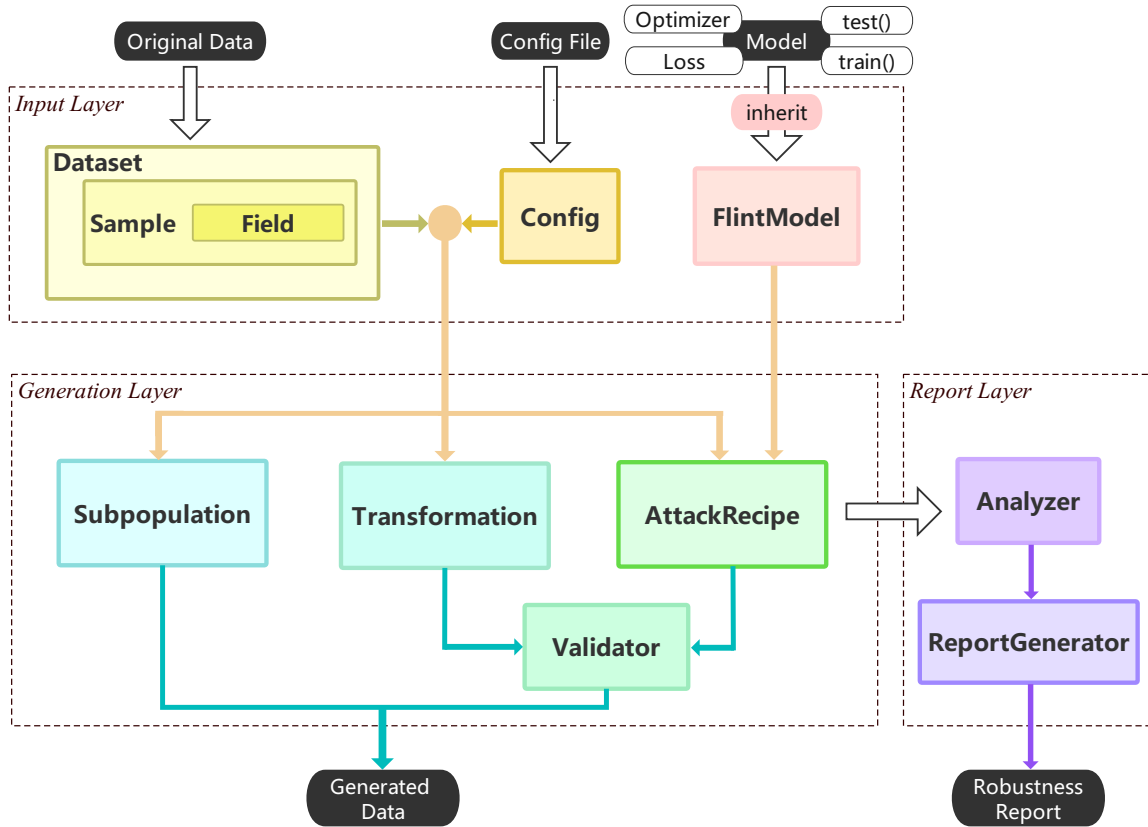 Original Data
Config File
Optimizer
Model
test()
Loss
train()
Input Layer
inherit
Dataset
Sample
Field
Config
FlintModel
Generation Layer
Report Layer
Subpopulation
Transformation
AttackRecipe
Analyzer
Validator
ReportGenerator
Generated
Data
Robustness
Report